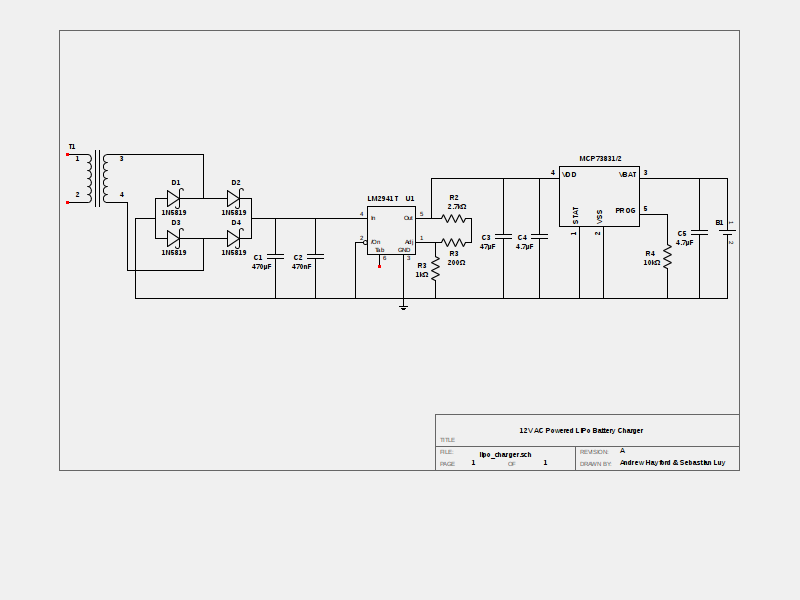 T1
1
2
3
4
D1
1N5819
D2
1N5819
D3
1N5819
D4
1N5819
C1
470µF
C2
470nF
LM2941T U1
4 In Out 5
2 /On Adj 1
Tab GND
6 3
R2
2.7kΩ
R3
200Ω
R3
1kΩ
C3
47µF
C4
4.7µF
MCP73831/2
4 VDD VBAT 3
STAT VSS PROG 5
1 2
R4
10kΩ
C5
4.7µF
B1
1
2
12V AC Powered LiPo Battery Charger
TITLE
FILE: lipo_charger.sch REVISION: A
PAGE 1 OF 1 DRAWN BY: Andrew Hayford & Sebastian Luy